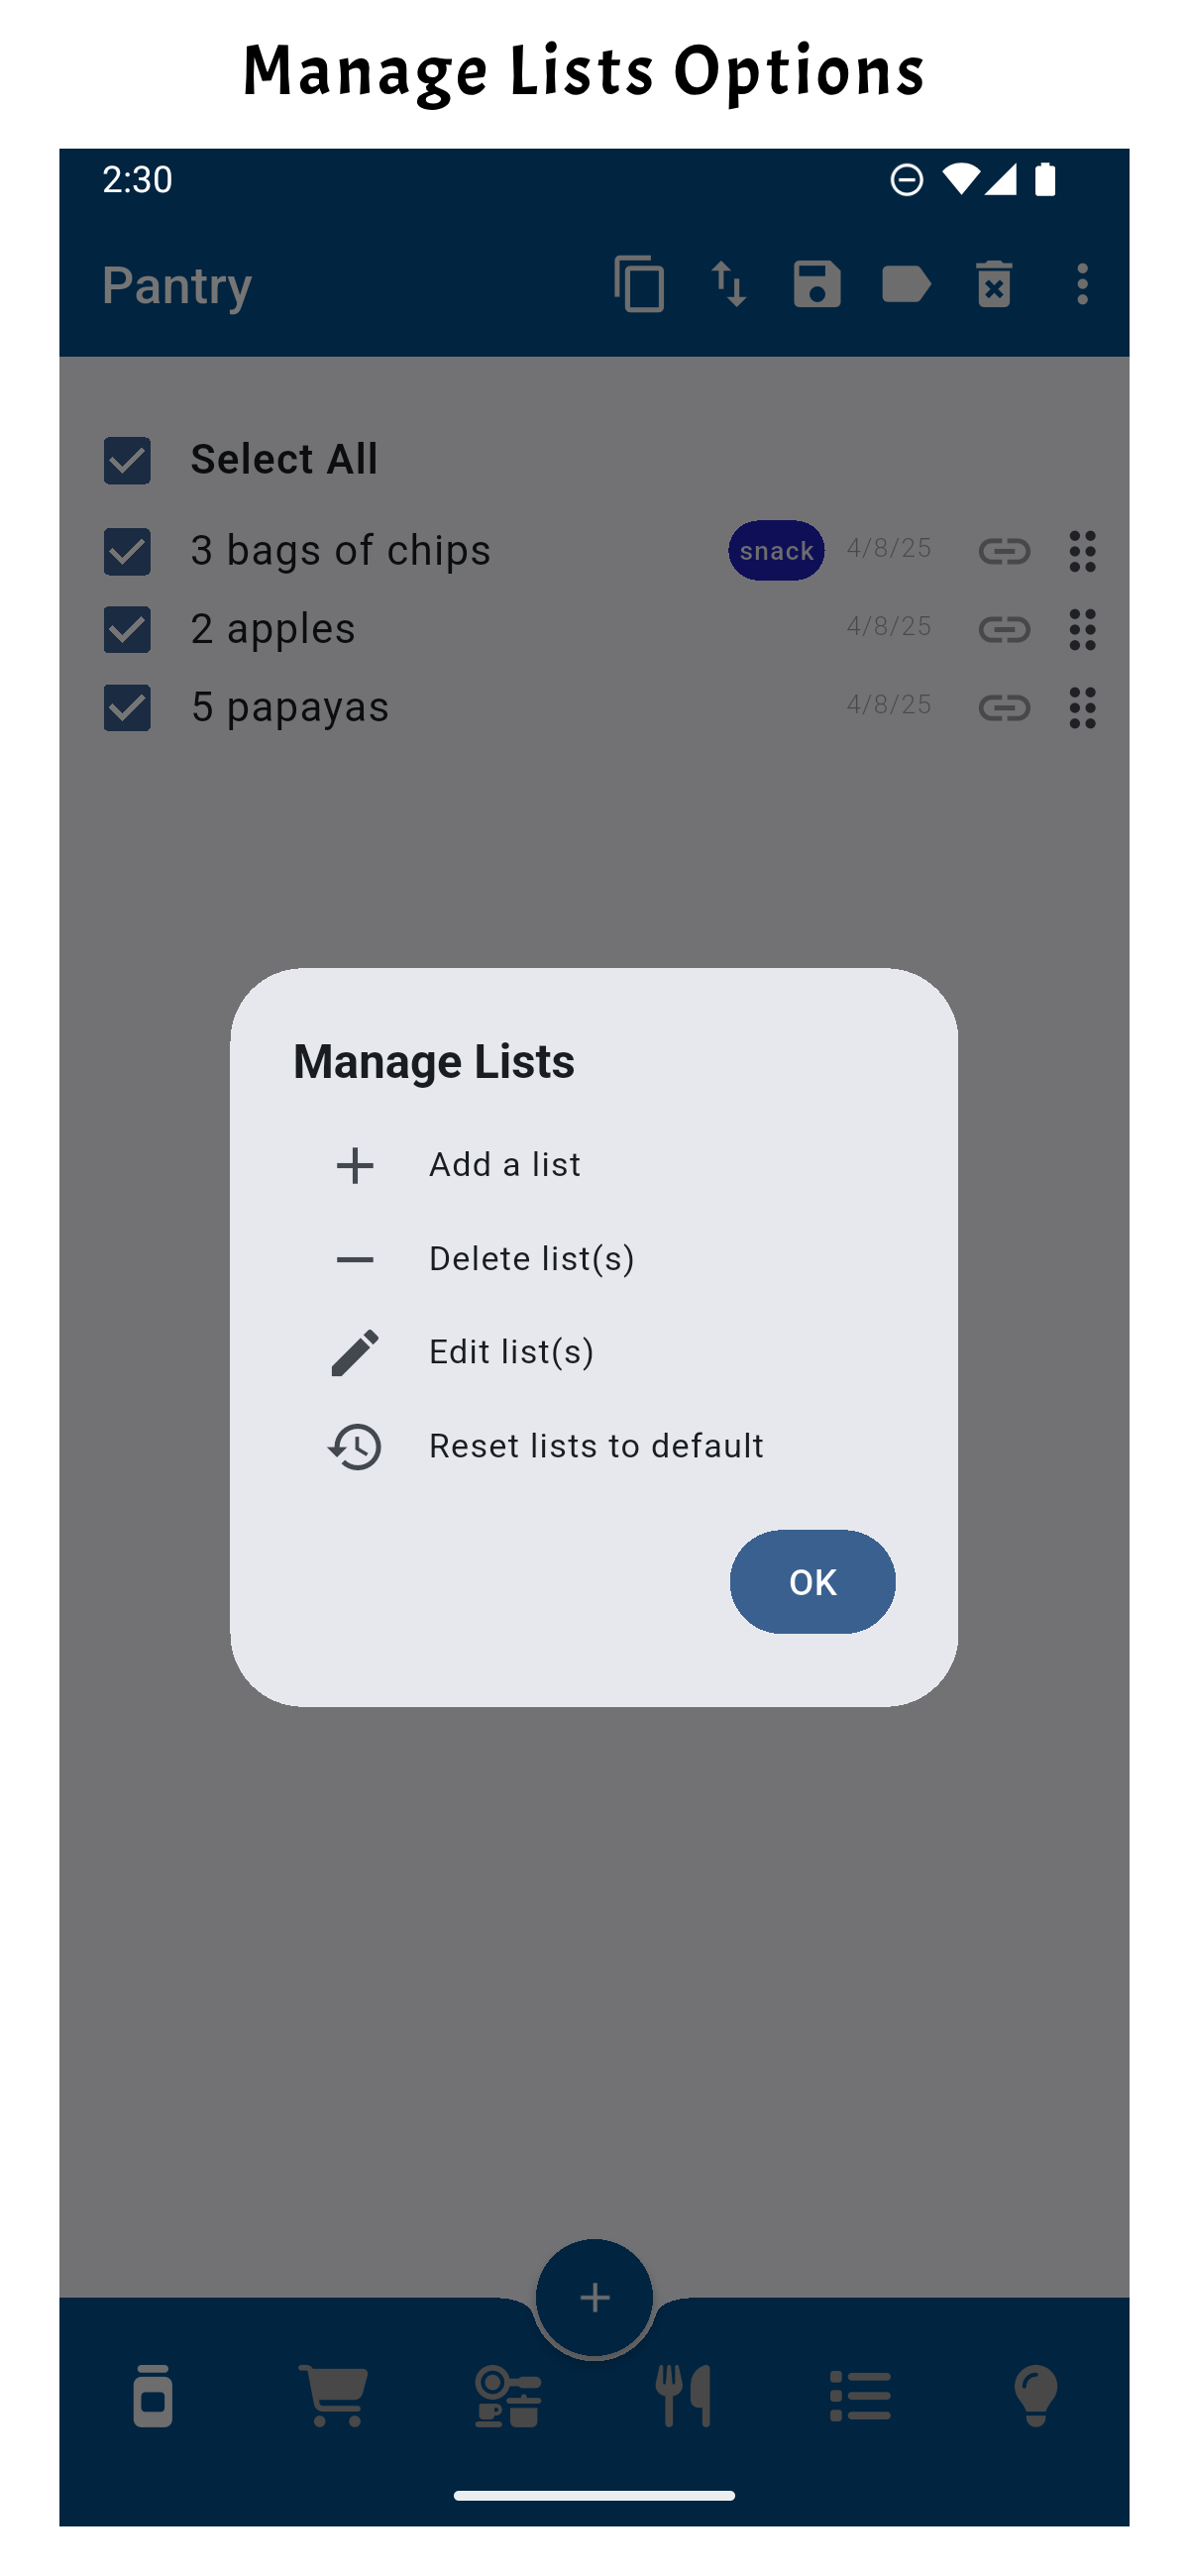 Manage Lists Options
2:30
Pantry
Select All
3 bags of chips snack 4/8/25
2 apples 4/8/25
5 papayas 4/8/25
Manage Lists
Add a list
Delete list(s)
Edit list(s)
Reset lists to default
OK